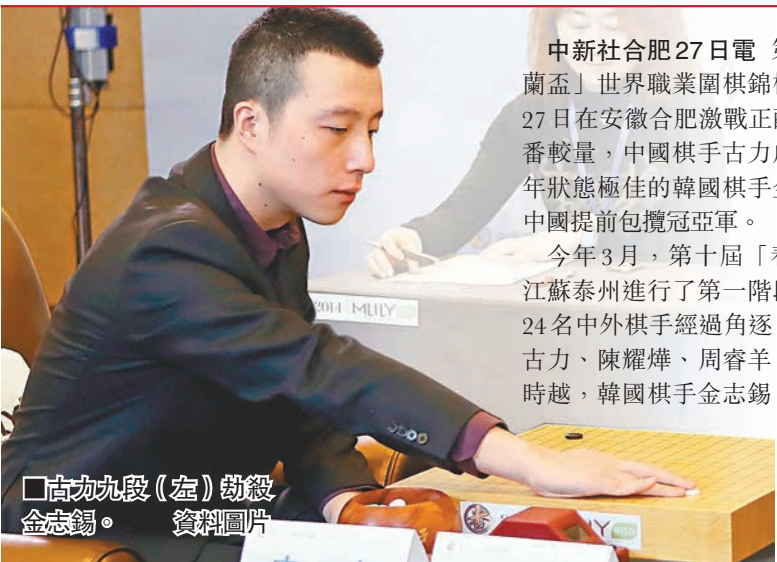 中新社合肥27日電
蘭盃」世界職業圍棋錦
27日在安徽合肥激戰正
番較量，中國棋手古力
年狀態極佳的韓國棋手
中國提前包攬冠亞軍。
今年3月，第十屆「
江蘇泰州進行了第一階
24名中外棋手經過角逐
古力、陳耀燁、周睿羊
時越，韓國棋手金志錫
2014 MLILY
■古力九段（左）劫殺
金志錫。 資料圖片